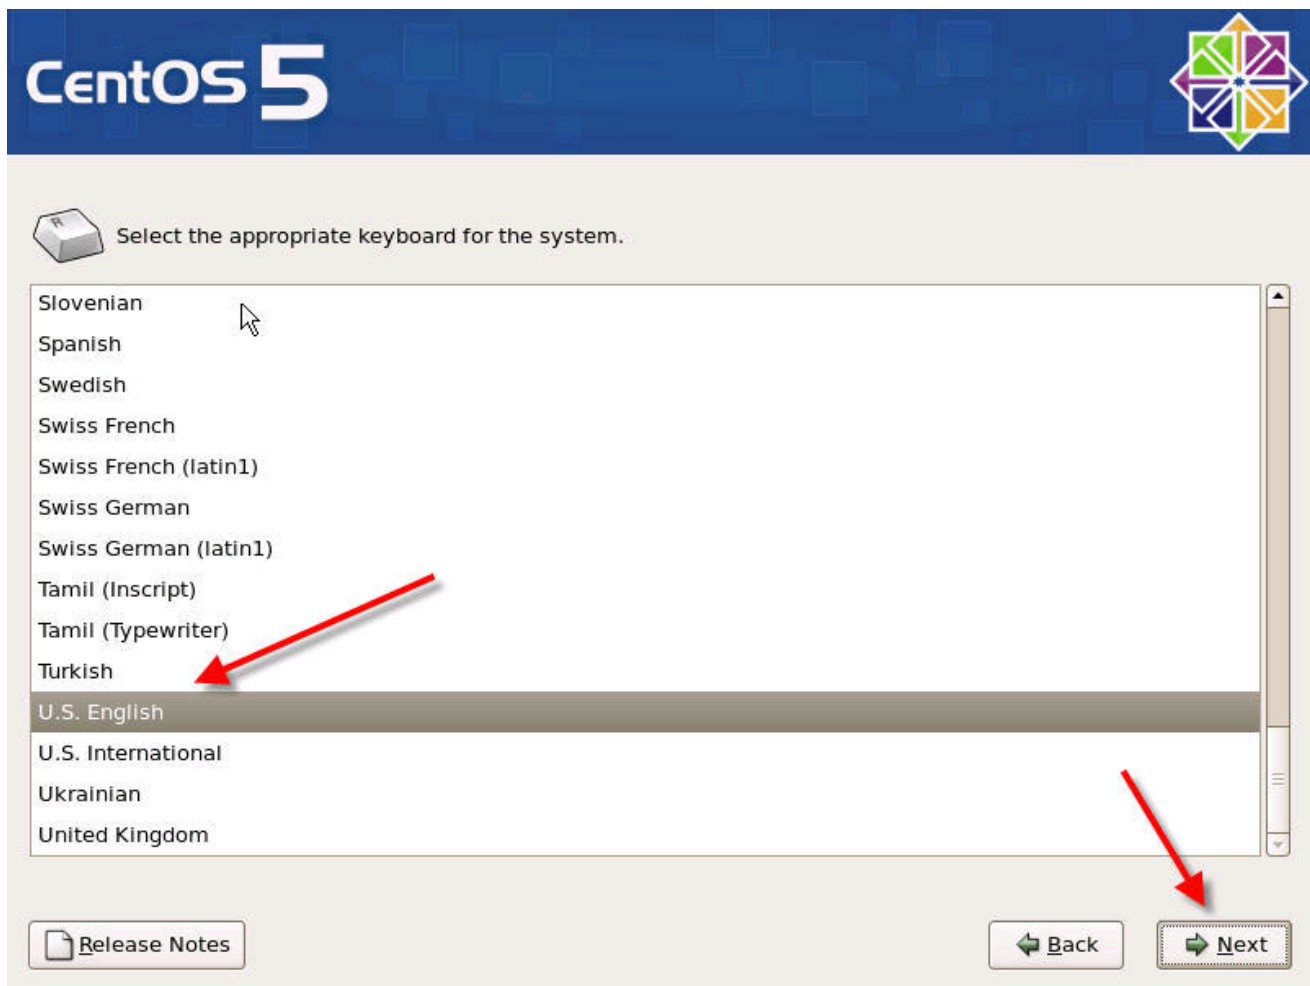 CentOS 5
R
Select the appropriate keyboard for the system.
Slovenian
Spanish
Swedish
Swiss French
Swiss French (latin1)
Swiss German
Swiss German (latin1)
Tamil (Inscript)
Tamil (Typewriter)
Turkish
U.S. English
U.S. International
Ukrainian
United Kingdom
Release Notes
Back
Next